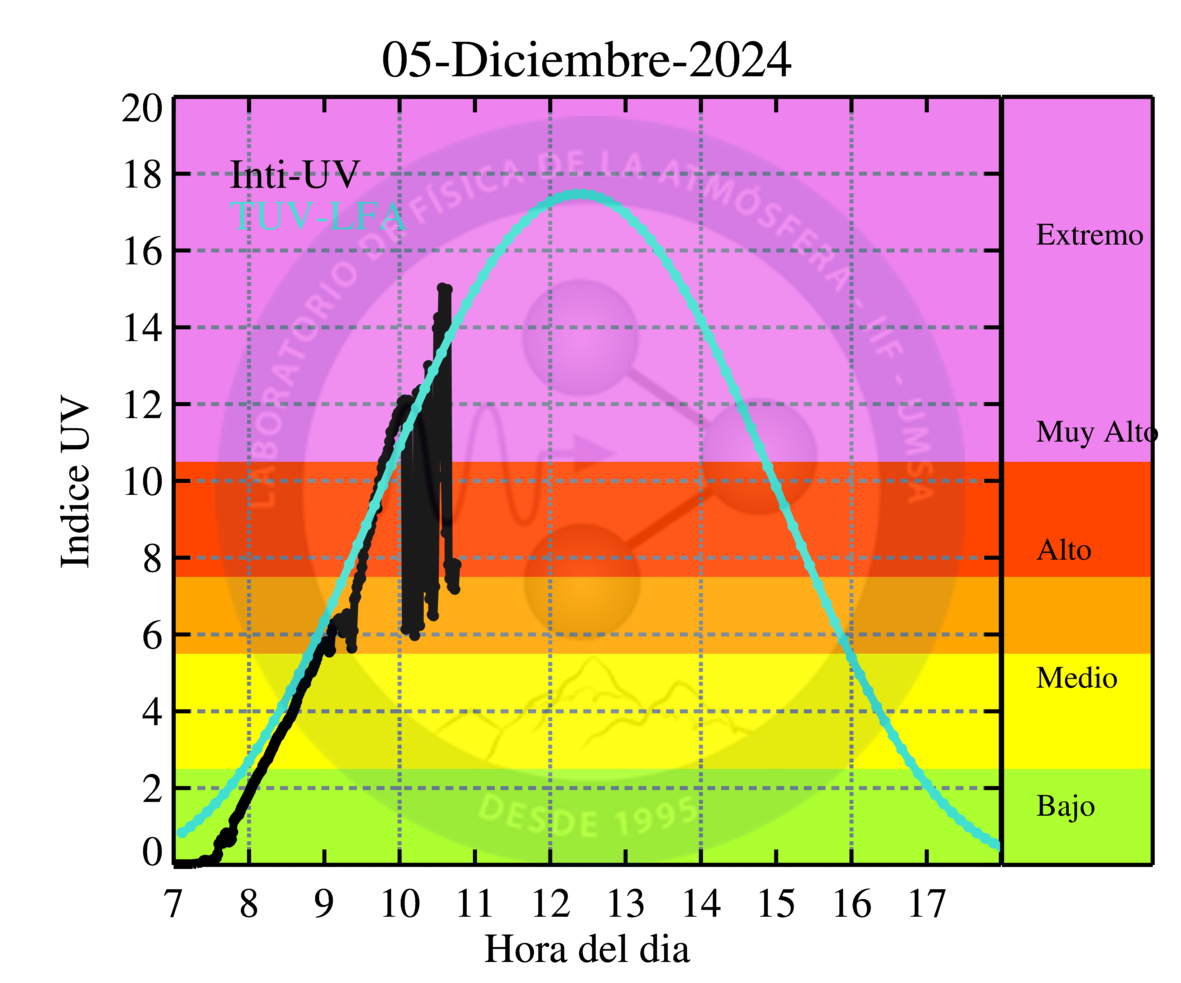 05-Diciembre-2024
20
18
16
14
12
10
8
6
4
2
0
Indice UV
Inti-UV
TUV-LFA
LABORATORIO DE FÍSICA DE LA ATMÓSFERA - IIF - UMSA
DESDE 1995
Extremo
Muy Alto
Alto
Medio
Bajo
7 8 9 10 11 12 13 14 15 16 17
Hora del dia